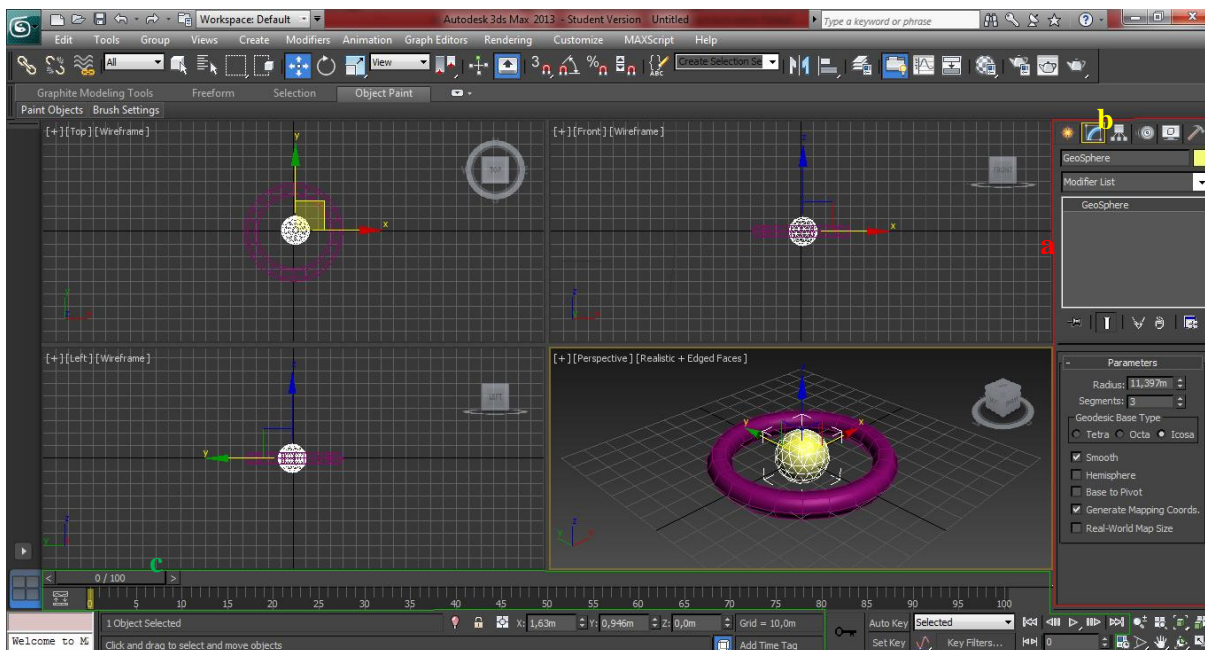 Workspace: Default
Autodesk 3ds Max 2013 - Student Version Untitled
Type a keyword or phrase
Edit Tools Group Views Create Modifiers Animation Graph Editors Rendering Customize MAXScript Help
All
View
Create Selection Se
Graphite Modeling Tools Freeform Selection Object Paint
Paint Objects Brush Settings
[+] [Top] [Wireframe]
y
x
TOP
[+] [Front] [Wireframe]
z
x
FRONT
b
GeoSphere
Modifier List
GeoSphere
a
[+] [Left] [Wireframe]
y
LEFT
[+] [Perspective] [Realistic + Edged Faces]
y
x
- Parameters
Radius: 11,397m
Segments: 3
Geodesic Base Type
Tetra Octa Icosa
Smooth
Hemisphere
Base to Pivot
Generate Mapping Coords.
Real-World Map Size
c
< 0 / 100 >
0 5 10 15 20 25 30 35 40 45 50 55 60 65 70 75 80 85 90 95 100
1 Object Selected
X: 1,63m Y: 0,946m Z: 0,0m
Grid = 10,0m
Auto Key Selected
Welcome to M
Click and drag to select and move objects
Add Time Tag
Set Key Key Filters...
0